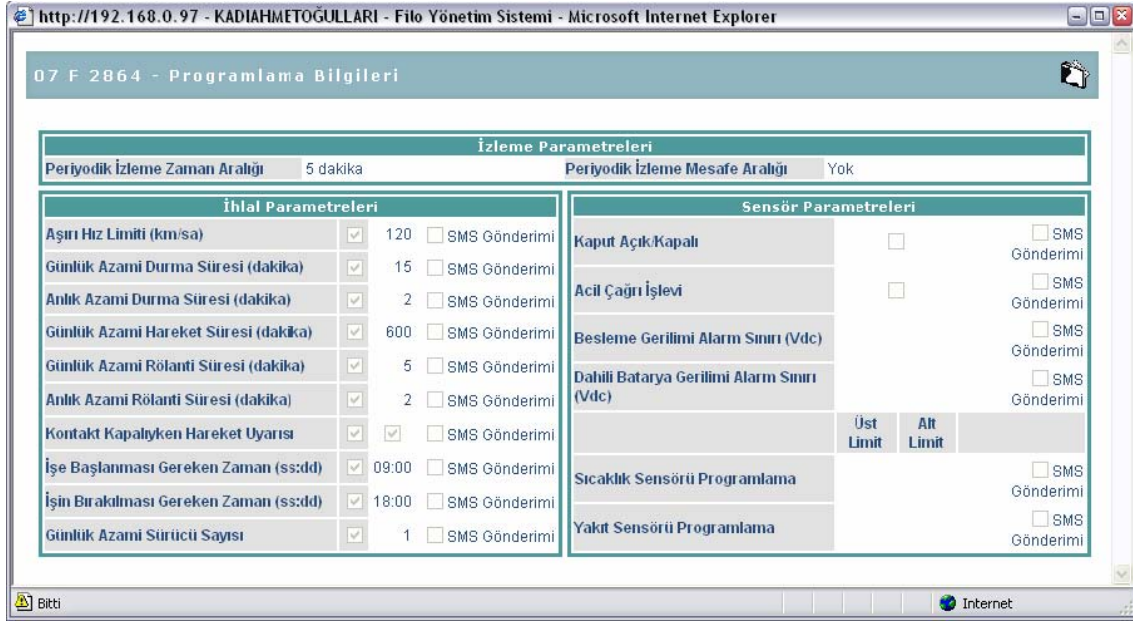 http://192.168.0.97 - KADIAHMETOĞULLARI - Filo Yönetim Sistemi - Microsoft Internet Explorer
07 F 2864 - Programlama Bilgileri
İzleme Parametreleri
Periyodik İzleme Zaman Aralığı 5 dakika Periyodik İzleme Mesafe Aralığı Yok
İhlal Parametreleri
Aşırı Hız Limiti (km/sa) 120 SMS Gönderimi
Günlük Azami Durma Süresi (dakika) 15 SMS Gönderimi
Anlık Azami Durma Süresi (dakika) 2 SMS Gönderimi
Günlük Azami Hareket Süresi (dakika) 600 SMS Gönderimi
Günlük Azami Rölanti Süresi (dakika) 5 SMS Gönderimi
Anlık Azami Rölanti Süresi (dakika) 2 SMS Gönderimi
Kontakt Kapalıyken Hareket Uyarısı SMS Gönderimi
İşe Başlanması Gereken Zaman (ss:dd) 09:00 SMS Gönderimi
İşin Bırakılması Gereken Zaman (ss:dd) 18:00 SMS Gönderimi
Günlük Azami Sürücü Sayısı 1 SMS Gönderimi
Sensör Parametreleri
Kaput Açık/Kapalı SMS
Gönderimi
Acil Çağrı İşlevi SMS
Gönderimi
Besleme Gerilimi Alarm Sınırı (Vdc) SMS
Gönderimi
Dahili Batarya Gerilimi Alarm Sınırı
(Vdc) SMS
Gönderimi
Üst Alt
Limit Limit
Sıcaklık Sensörü Programlama SMS
Gönderimi
Yakıt Sensörü Programlama SMS
Gönderimi
Bitti Internet